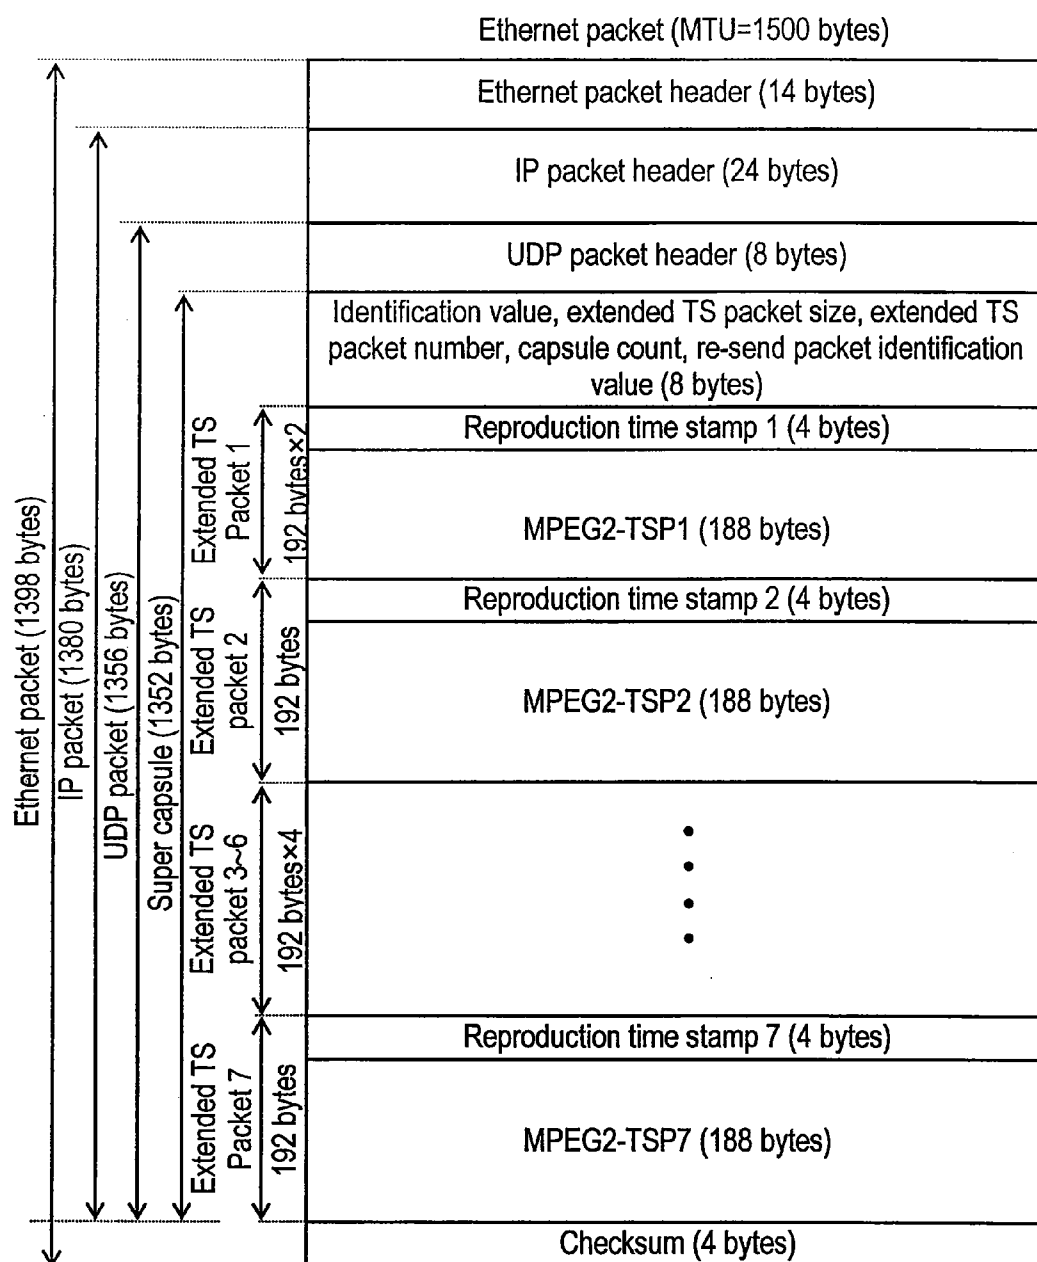 Ethernet packet (MTU=1500 bytes)
Ethernet packet header (14 bytes)
IP packet header (24 bytes)
UDP packet header (8 bytes)
Identification value, extended TS packet size, extended TS
packet number, capsule count, re-send packet identification
value (8 bytes)
Reproduction time stamp 1 (4 bytes)
MPEG2-TSP1 (188 bytes)
Reproduction time stamp 2 (4 bytes)
MPEG2-TSP2 (188 bytes)
Reproduction time stamp 7 (4 bytes)
MPEG2-TSP7 (188 bytes)
Checksum (4 bytes)
Ethernet packet (1398 bytes)
IP packet (1380 bytes)
UDP packet (1356 bytes)
Super capsule (1352 bytes)
Extended TS
Packet 1
192 bytes×2
Extended TS
packet 2
192 bytes
Extended TS
packet 3~6
192 bytes×4
Extended TS
Packet 7
192 bytes